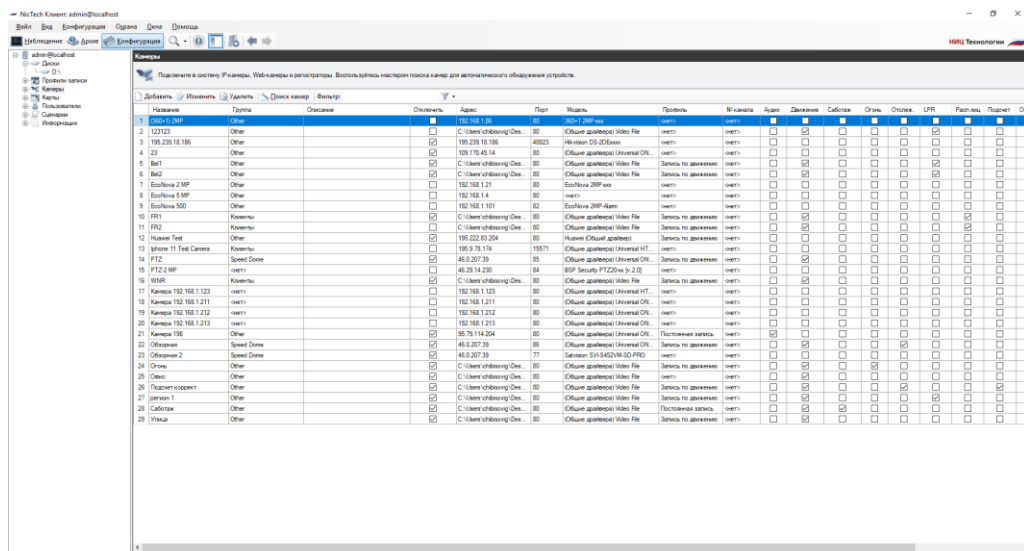 NicTech Клиент: admin@localhost
Файл Вид Конфигурация Охрана Окна Помощь
Наблюдение Архив Конфигурация
НИЦ Технологии
admin@localhost
Диски
D:\
Профили записи
Камеры
Карты
Пользователи
Сценарии
Информация
Камеры
Подключите в систему IP-камеры, Web-камеры и регистраторы. Воспользуйтесь мастером поиска камер для автоматического обнаружения устройств.
Добавить Изменить Удалить Поиск камер Фильтр:
Название Группа Описание Отключить Адрес Порт Модель Профиль № канала Аудио Движение Саботаж Огонь Отслеж. LPR Расп.лиц Подсчет О
1 (360+1) 2MP Other 192.168.1.86 80 360+1 2MP-xxx <нет> <нет>
2 123123 Other C:\Users\chibisovig\Des... 80 (Общие драйвера) Video File <нет> <нет>
3 195.239.18.186 Other 195.239.18.186 40023 Hikvision DS-2DExxxx <нет> <нет>
4 23 Other 109.170.45.14 80 (Общие драйвера) Universal ON... <нет> <нет>
5 Bel1 Other C:\Users\chibisovig\Des... 80 (Общие драйвера) Video File Запись по движению <нет>
6 Bel2 Other C:\Users\chibisovig\Des... 80 (Общие драйвера) Video File Запись по движению <нет>
7 EcoNova 2 MP Other 192.168.1.21 80 EcoNova 2MP-xxx <нет> <нет>
8 EcoNova 5 MP Other 192.168.1.4 80 <нет> <нет> <нет>
9 EcoNova 500 Other 192.168.1.101 82 EcoNova 2MP-Alarm <нет> <нет>
10 FR1 Клиенты C:\Users\chibisovig\Des... 80 (Общие драйвера) Video File Запись по движению <нет>
11 FR2 Клиенты C:\Users\chibisovig\Des... 80 (Общие драйвера) Video File Запись по движению <нет>
12 Huawei Test Клиенты 195.222.83.204 80 Huawei (Общий драйвер) <нет> <нет>
13 Iphone 11 Test Camera Клиенты 195.9.78.174 15571 (Общие драйвера) Universal HT... <нет> <нет>
14 PTZ Speed Dome 46.0.207.39 85 (Общие драйвера) Universal ON... Запись по движению <нет>
15 PTZ-2 MP <нет> 46.29.14.230 84 BSP Security PTZ20-xx [v.2.0] <нет> <нет>
16 WNR Клиенты C:\Users\chibisovig\Des... 80 (Общие драйвера) Video File Запись по движению <нет>
17 Камера 192.168.1.123 <нет> 192.168.1.123 80 (Общие драйвера) Universal HT... <нет> <нет>
18 Камера 192.168.1.211 <нет> 192.168.1.211 80 (Общие драйвера) Universal ON... <нет> <нет>
19 Камера 192.168.1.212 <нет> 192.168.1.212 80 (Общие драйвера) Universal ON... <нет> <нет>
20 Камера 192.168.1.213 <нет> 192.168.1.213 80 (Общие драйвера) Universal ON... <нет> <нет>
21 Камера 196 Other 95.79.114.204 80 (Общие драйвера) Universal ON... Постоянная запись <нет>
22 Обзорная Speed Dome 46.0.207.39 86 (Общие драйвера) Universal ON... Запись по движению <нет>
23 Обзорная 2 Speed Dome 46.0.207.39 77 Satvision SVI-S452VM-SD-PRO <нет> <нет>
24 Огонь Other C:\Users\chibisovig\Des... 80 (Общие драйвера) Video File Запись по движению <нет>
25 Офис Other C:\Users\chibisovig\Des... 80 (Общие драйвера) Video File Запись по движению <нет>
26 Подсчет коррект Other C:\Users\chibisovig\Des... 80 (Общие драйвера) Video File Запись по движению <нет>
27 регион 1 Other C:\Users\chibisovig\Des... 80 (Общие драйвера) Video File Запись по движению <нет>
28 Саботаж Other C:\Users\chibisovig\Des... 80 (Общие драйвера) Video File Постоянная запись <нет>
29 Улица Other C:\Users\chibisovig\Des... 80 (Общие драйвера) Video File Запись по движению <нет>